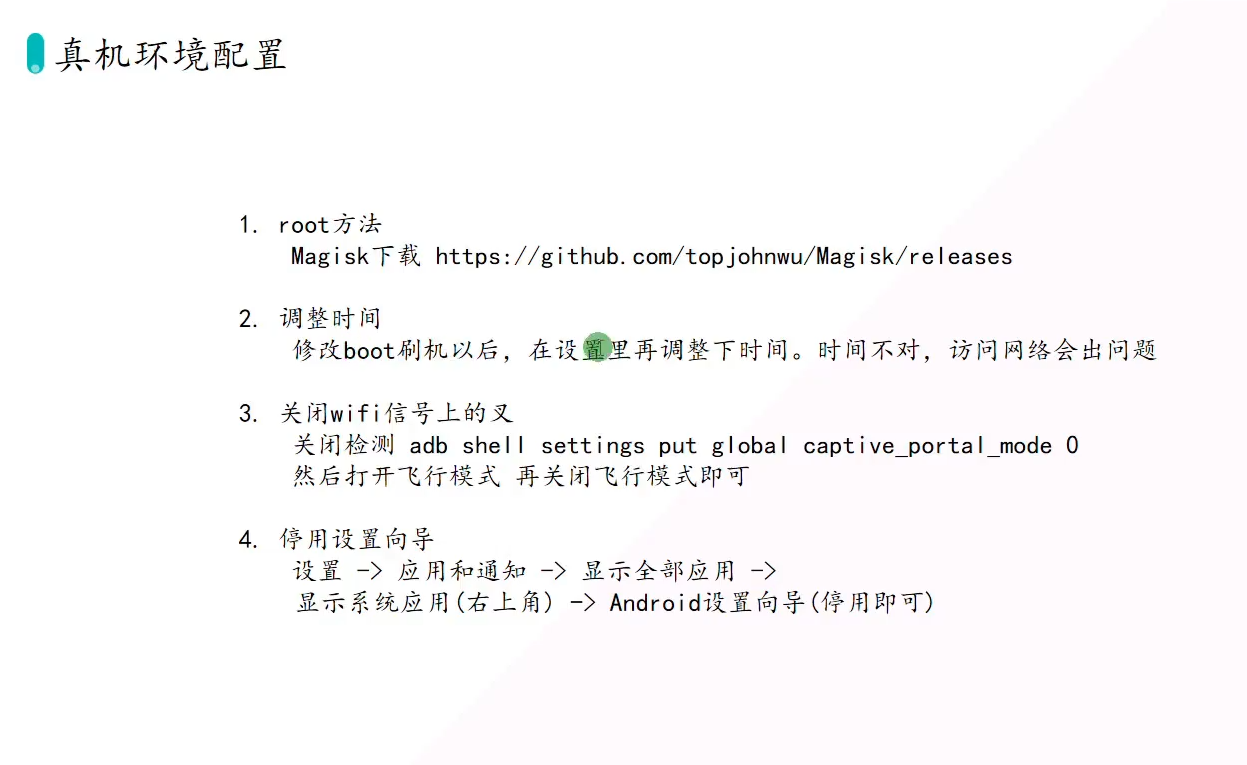 真机环境配置
1. root方法
Magisk下载 https://github.com/topjohnwu/Magisk/releases
2. 调整时间
修改boot刷机以后，在设置里再调整下时间。时间不对，访问网络会出问题
3. 关闭wifi信号上的叉
关闭检测 adb shell settings put global captive_portal_mode 0
然后打开飞行模式 再关闭飞行模式即可
4. 停用设置向导
设置 -> 应用和通知 -> 显示全部应用 ->
显示系统应用(右上角) -> Android设置向导(停用即可)